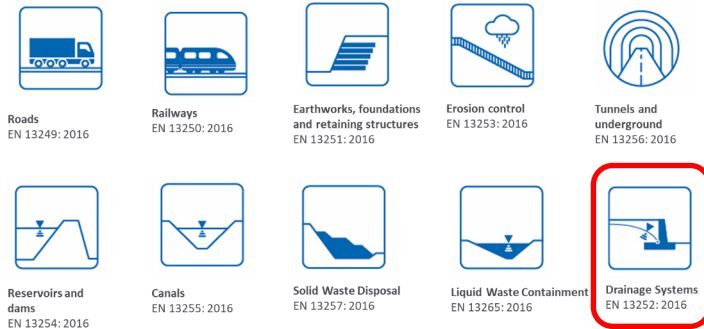 Roads
EN 13249: 2016
Railways
EN 13250: 2016
Earthworks, foundations
and retaining structures
EN 13251: 2016
Erosion control
EN 13253: 2016
Tunnels and
underground
EN 13256: 2016
Reservoirs and
dams
EN 13254: 2016
Canals
EN 13255: 2016
Solid Waste Disposal
EN 13257: 2016
Liquid Waste Containment
EN 13265: 2016
Drainage Systems
EN 13252: 2016